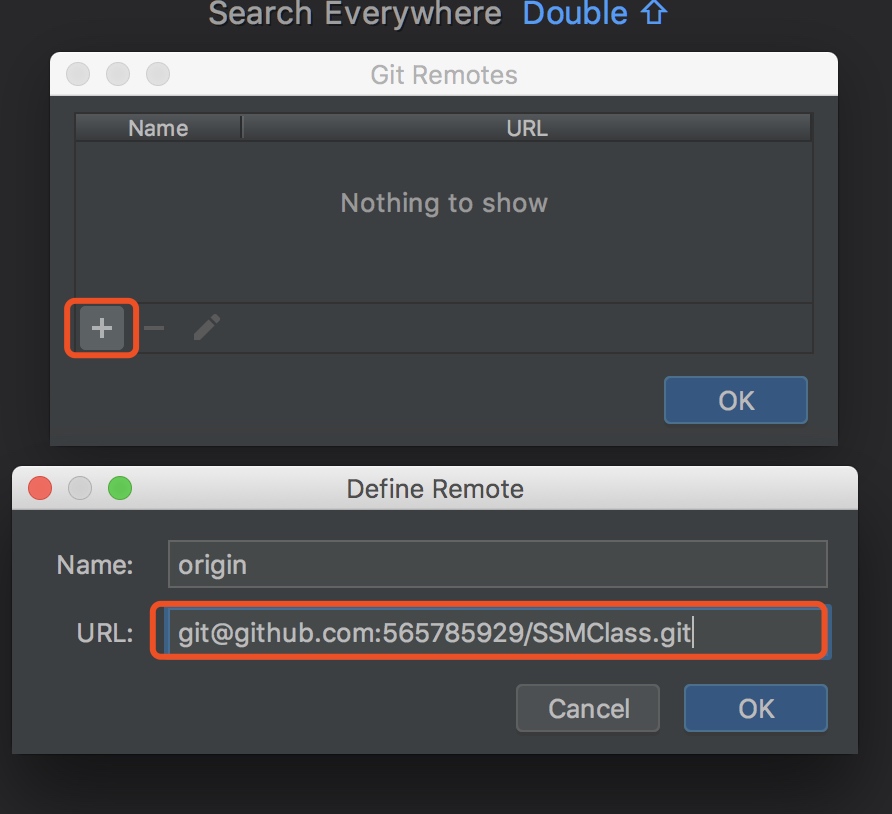 Search Everywhere Double ⇧
Git Remotes
Name URL
Nothing to show
OK
Define Remote
Name: origin
URL: git@github.com:565785929/SSMClass.git
Cancel OK